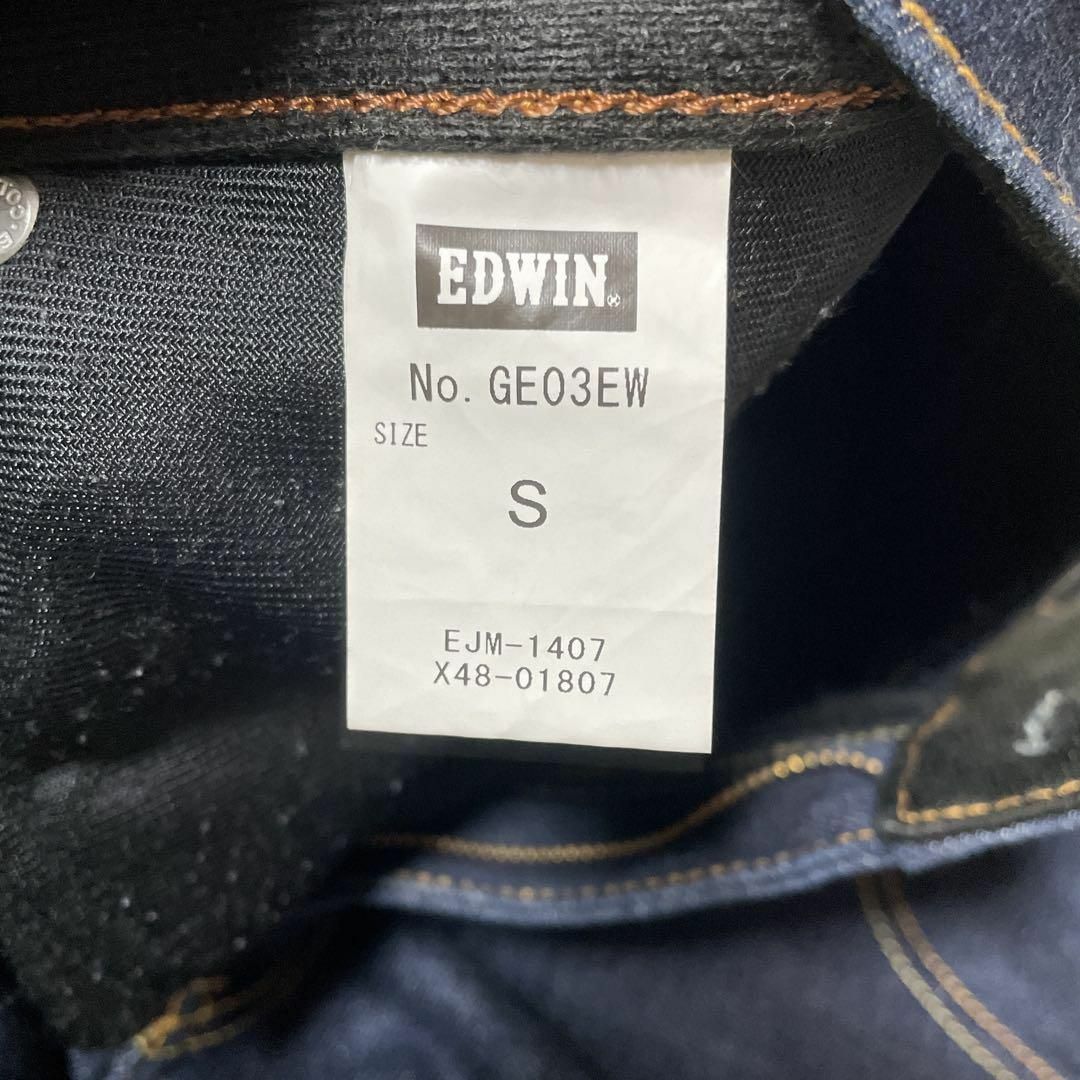 EDWIN
No. GE03EW
SIZE
S
EJM-1407
X48-01807